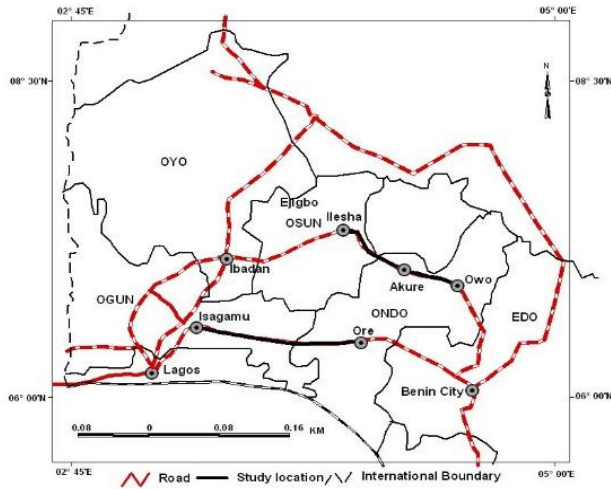 02° 45'E
05° 00'E
08° 30'N
N
08° 30'N
OYO
Ejigbo
Ilesha
OSUN
Ibadan
Akure
Owo
OGUN
Isagamu
ONDO
EDO
Ore
Lagos
Benin City
06° 00'N
06° 00'N
0.08 0 0.08 0.16 KM
02° 45'E
05° 00'E
Road Study location International Boundary